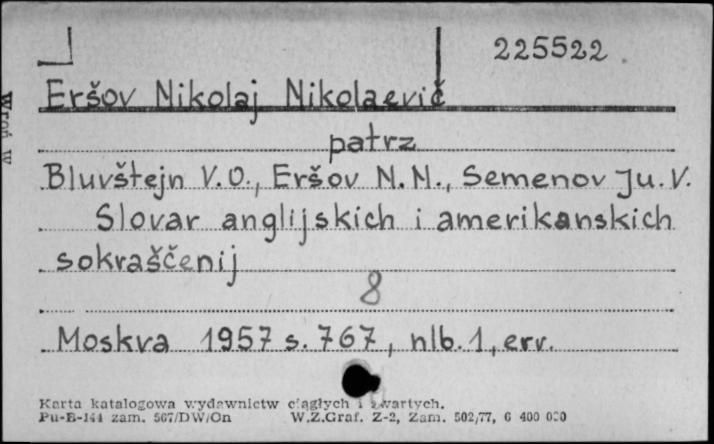 225522
Eršov Nikolaj Nikolaevič
patrz
Bluvštejn V.O., Eršov N.N., Semenov Ju.V.
Slovar anglijskich i amerikanskich
sokraščenij
8
Moskva 1957 s. 767, nlb. 1, err.
Karta katalogowa wydawnictw ciągłych i zwartych.
Pu-B-144 zam. 567/DW/On W.Z.Graf. Z-2, Zam. 502/77, 6 400 000